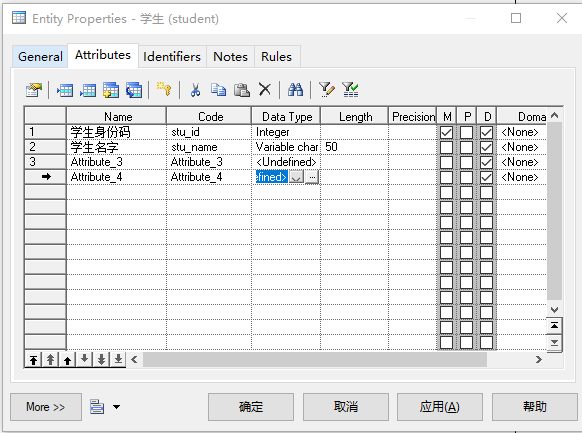 Entity Properties - 学生 (student)
General Attributes Identifiers Notes Rules
Name Code Data Type Length Precision M P D Doma
1 学生身份码 stu_id Integer <None>
2 学生名字 stu_name Variable char 50 <None>
3 Attribute_3 Attribute_3 <Undefined> <None>
Attribute_4 Attribute_4 fined> ... <None>
More >> 确定 取消 应用(A) 帮助